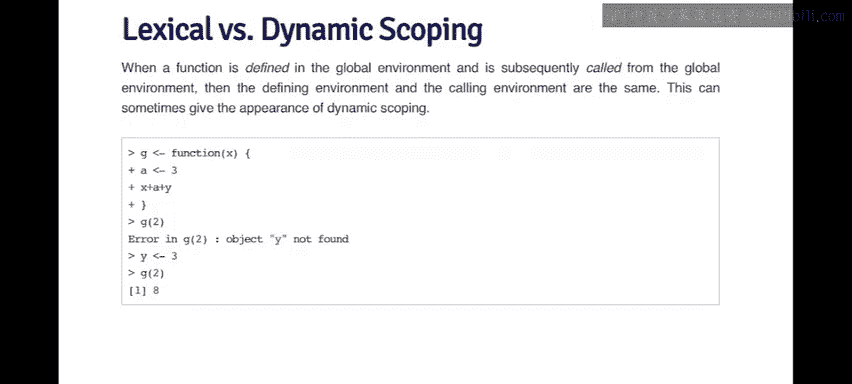 Lexical vs. Dynamic Scoping
When a function is defined in the global environment and is subsequently called from the global
environment, then the defining environment and the calling environment are the same. This can
sometimes give the appearance of dynamic scoping.
> g <- function(x) {
+ a <- 3
+ x+a+y
+ }
> g(2)
Error in g(2) : object "y" not found
> y <- 3
> g(2)
[1] 8